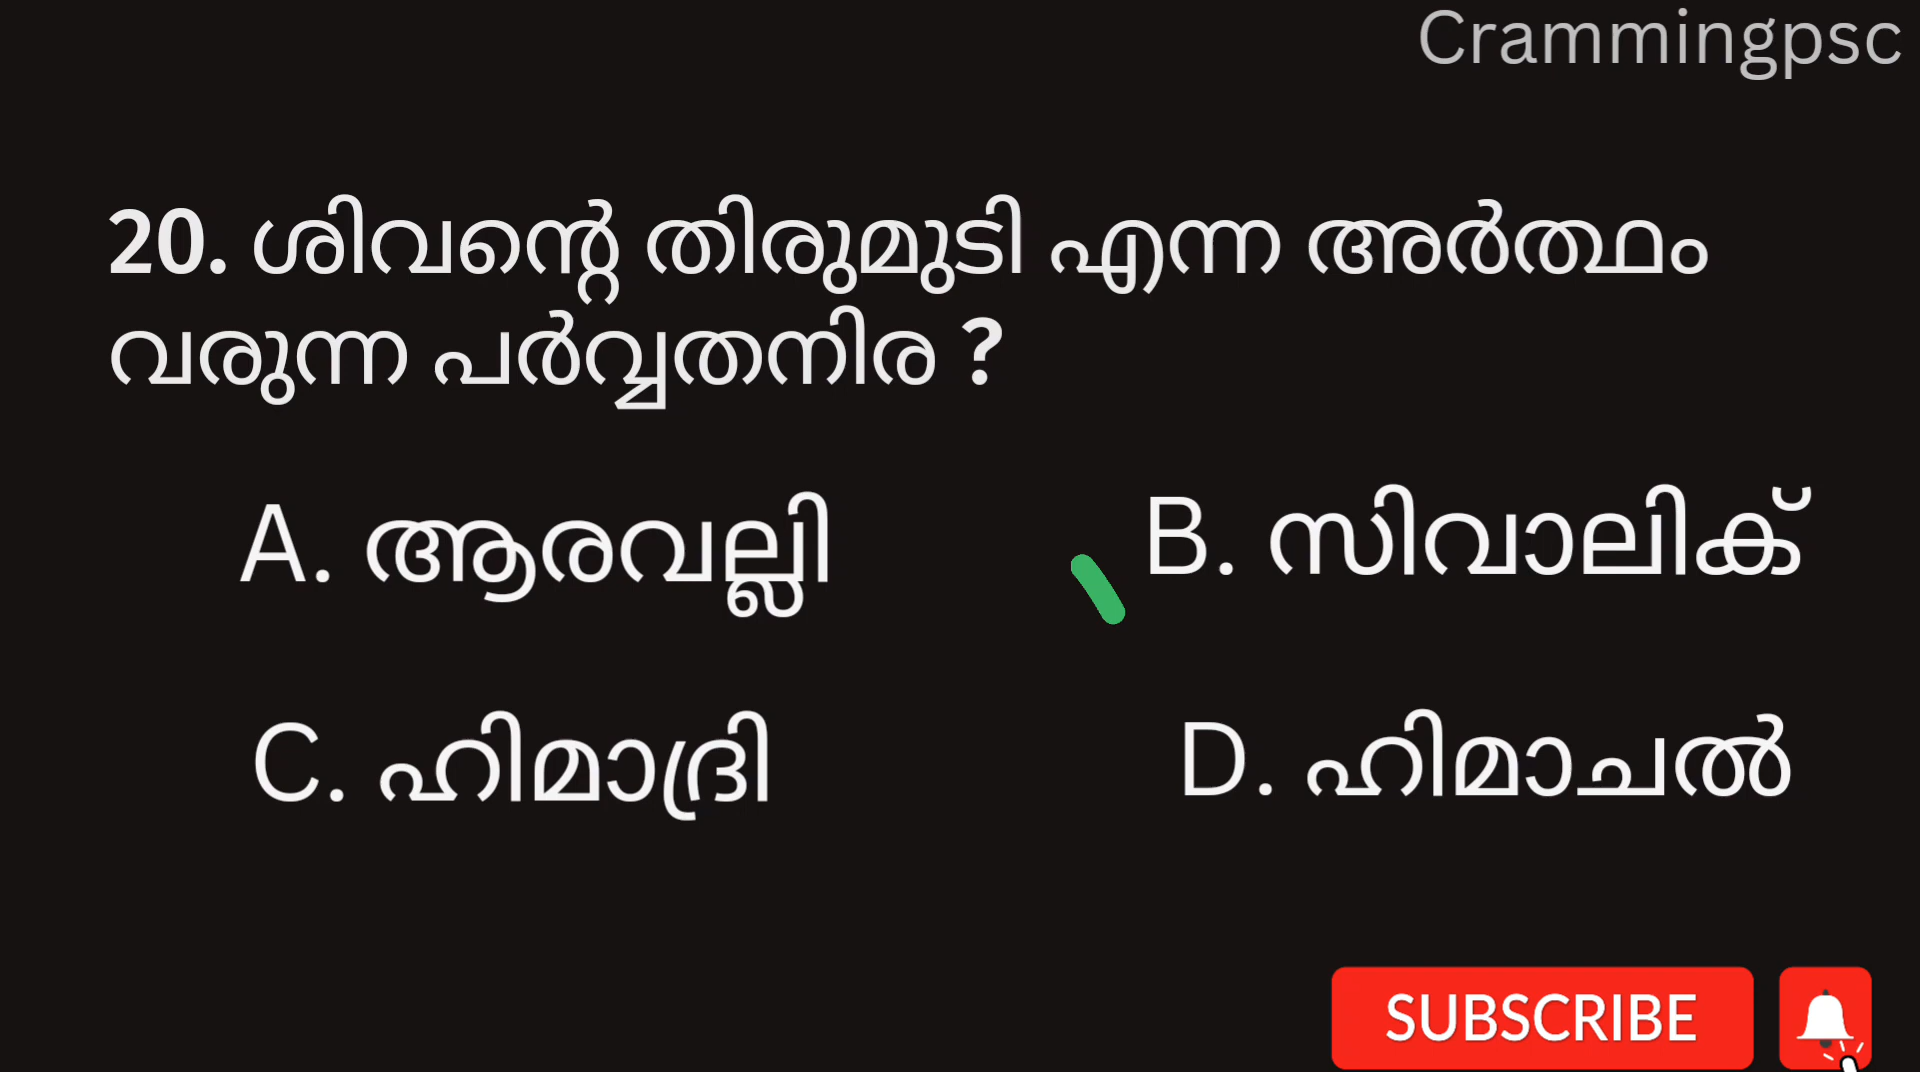 Crammingpsc
20. ശിവന്റെ തിരുമുടി എന്ന അർത്ഥം
വരുന്ന പർവ്വതനിര ?
A. ആരവല്ലി
B. സിവാലിക്
C. ഹിമാദ്രി
D. ഹിമാചൽ
SUBSCRIBE